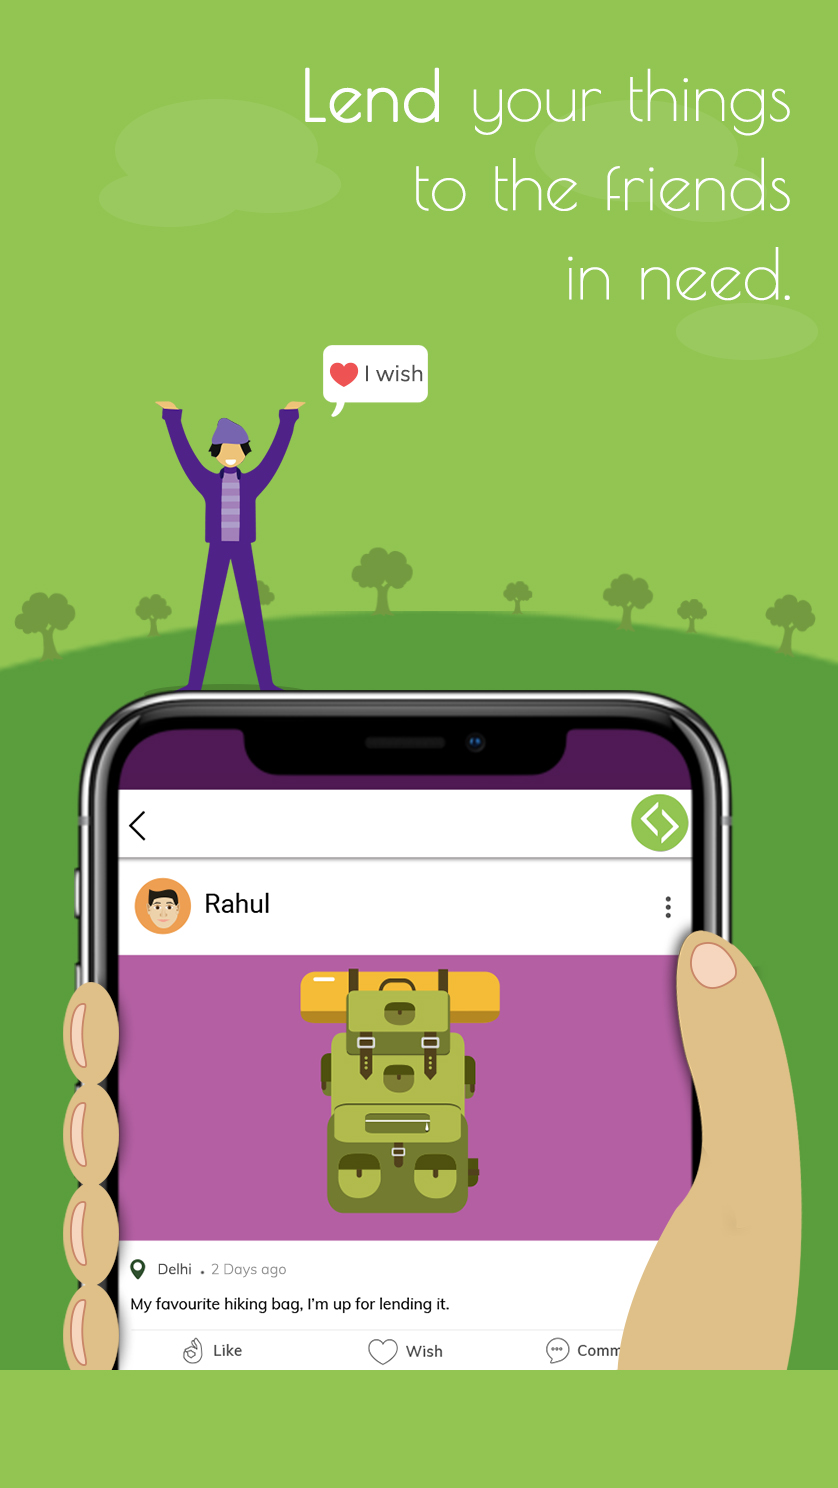 Lend your things
to the friends
in need.
I wish
Rahul
Delhi . 2 Days ago
My favourite hiking bag, I'm up for lending it.
Like Wish Comm